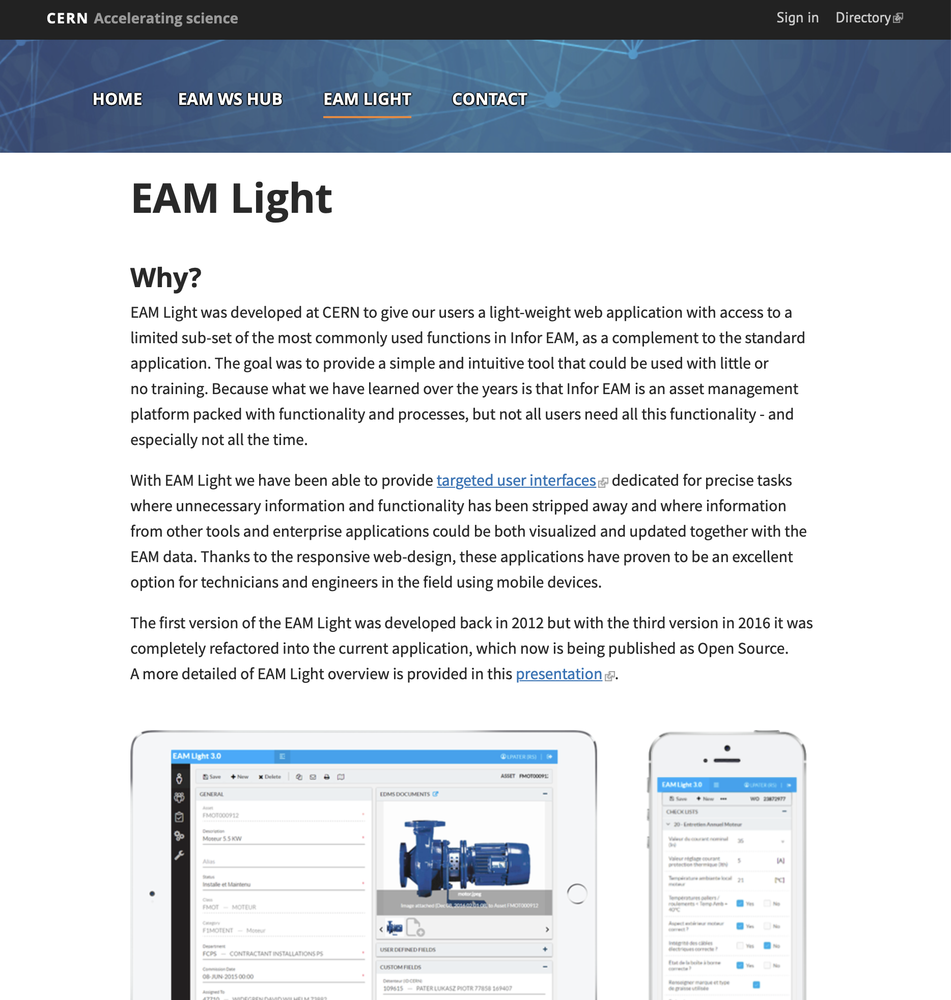 CERN Accelerating science
Sign in Directory
HOME EAM WS HUB EAM LIGHT CONTACT
EAM Light
Why?
EAM Light was developed at CERN to give our users a light-weight web application with access to a
limited sub-set of the most commonly used functions in Infor EAM, as a complement to the standard
application. The goal was to provide a simple and intuitive tool that could be used with little or
no training. Because what we have learned over the years is that Infor EAM is an asset management
platform packed with functionality and processes, but not all users need all this functionality - and
especially not all the time.
With EAM Light we have been able to provide targeted user interfaces dedicated for precise tasks
where unnecessary information and functionality has been stripped away and where information
from other tools and enterprise applications could be both visualized and updated together with the
EAM data. Thanks to the responsive web-design, these applications have proven to be an excellent
option for technicians and engineers in the field using mobile devices.
The first version of the EAM Light was developed back in 2012 but with the third version in 2016 it was
completely refactored into the current application, which now is being published as Open Source.
A more detailed of EAM Light overview is provided in this presentation.
EAM Light 3.0 LPATER (RS)
Save New Delete ASSET
GENERAL
Asset
FMOT000912
Description
Moteur 5.5 KW
Alias
Status
Installe et Maintenu
Class
FMOT — MOTEUR
Category
F1MOTENT — Moteur
Department
FCPS — CONTRACTANT INSTALLATIONS PS
Commission Date
08-JUN-2015 00:00
Assigned To
EDMS DOCUMENTS
motor.jpeg
Image attached (Dec 08, 2016 02:01:00) to Asset FMOT000912
USER DEFINED FIELDS
CUSTOM FIELDS
Detenteur (ID CERN)
109615 — PATER LUKASZ PIOTR 77858 169407
EAM Light 3.0 LPATER (RS)
Save New ••• WO 23872977
CHECK LISTS
20 - Entretien Annuel Moteur
Valeur du courant nominal 35
(In)
Valeur réglage courant 5 [A]
protection thermique (Ith)
Température ambiante local 21 [°C]
moteur
Températures paliers /
roulements < Temp Amb + Yes No
40°C
Aspect extérieur moteur Yes No
correct ?
Intégrité des câbles Yes No
électriques correcte ?
État de la boîte à borne Yes No
correcte ?
Renseigner marque et type
de graisse utilisée